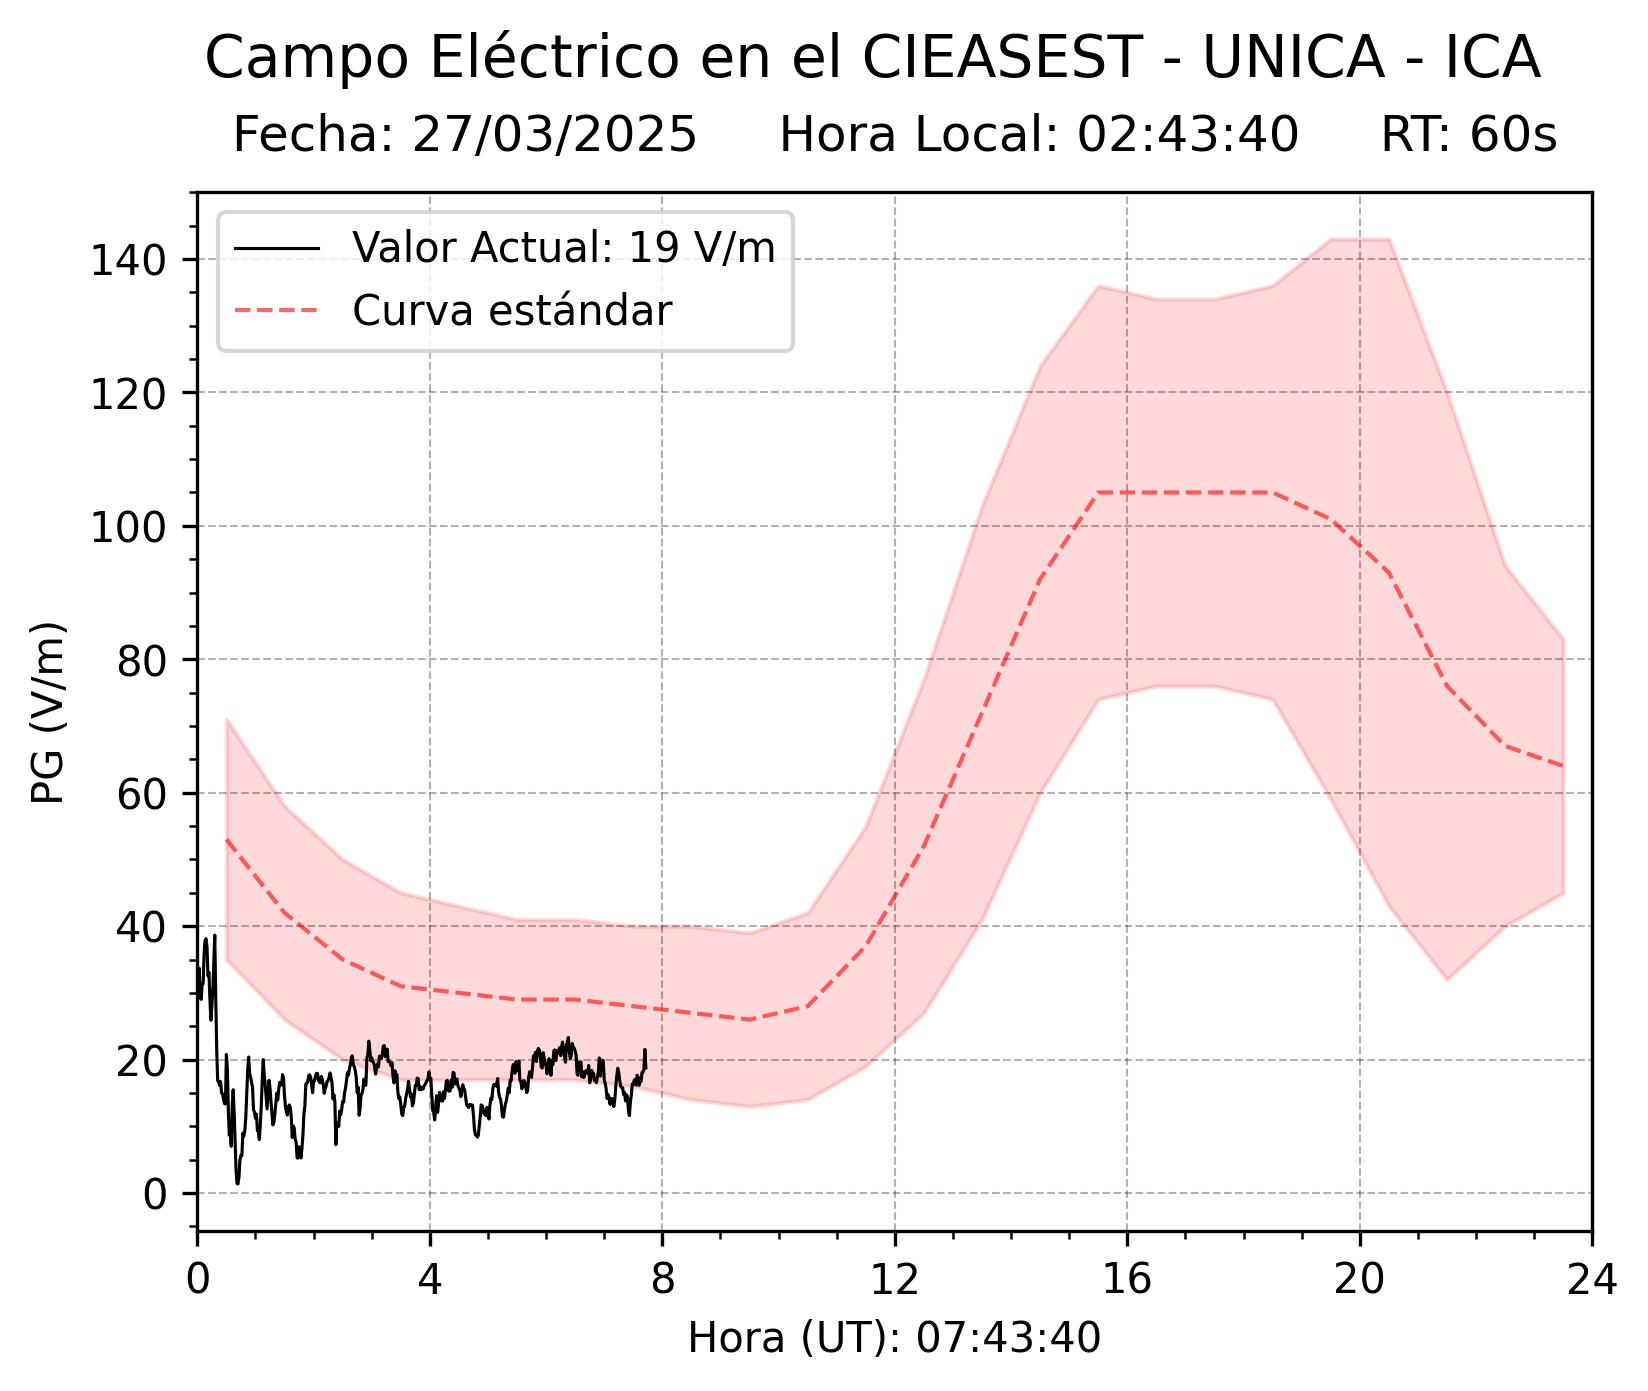 Campo Eléctrico en el CIEASEST - UNICA - ICA
Fecha: 27/03/2025 Hora Local: 02:43:40 RT: 60s
Valor Actual: 19 V/m
Curva estándar
PG (V/m)
140
120
100
80
60
40
20
0
0 4 8 12 16 20 24
Hora (UT): 07:43:40